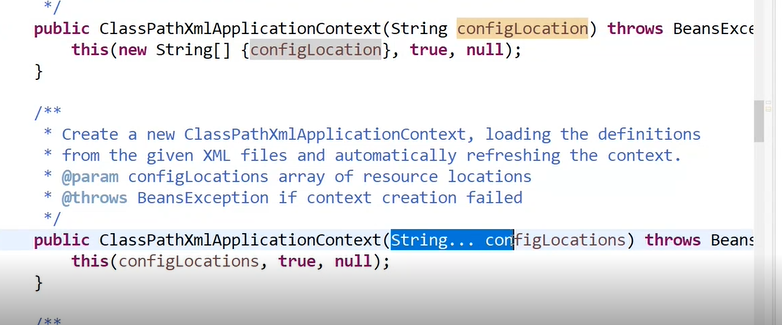 */
public ClassPathXmlApplicationContext(String configLocation) throws BeansExce
this(new String[] {configLocation}, true, null);
}
/**
* Create a new ClassPathXmlApplicationContext, loading the definitions
* from the given XML files and automatically refreshing the context.
* @param configLocations array of resource locations
* @throws BeansException if context creation failed
*/
public ClassPathXmlApplicationContext(String... configLocations) throws Beans
this(configLocations, true, null);
}
/**